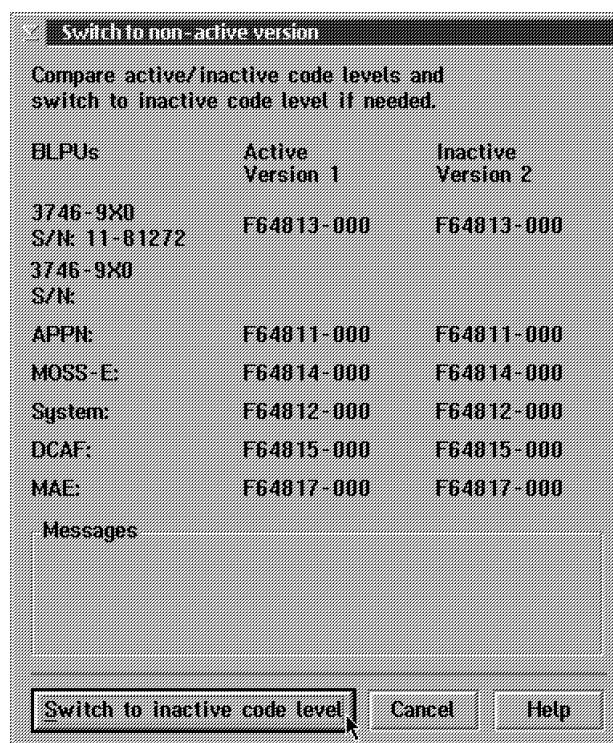 Switch to non-active version
Compare active/inactive code levels and
switch to inactive code level if needed.
BLPUs Active Inactive
Version 1 Version 2
3746-9X0
S/N: 11-81272 F64813-000 F64813-000
3746-9X0
S/N:
APPN: F64811-000 F64811-000
MOSS-E: F64814-000 F64814-000
System: F64812-000 F64812-000
DCAF: F64815-000 F64815-000
MAE: F64817-000 F64817-000
Messages
Switch to inactive code level Cancel Help